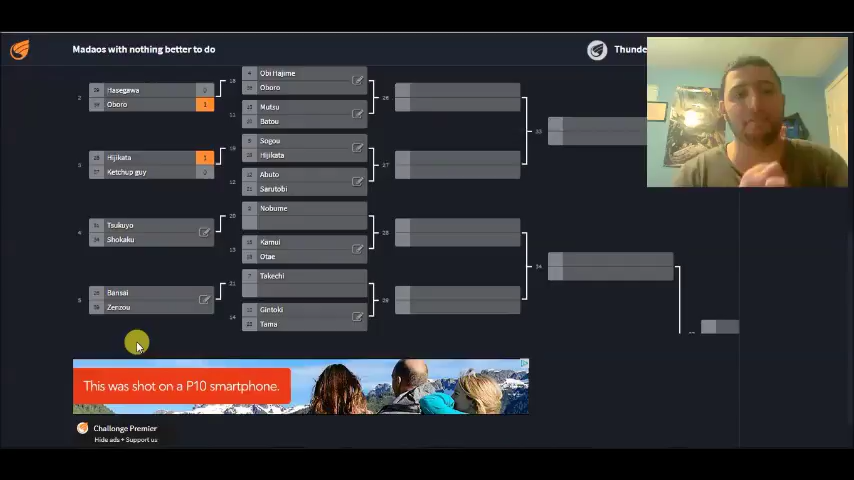 Madaos with nothing better to do
Thunde
Hasegawa 0
Oboro 1
Hijikata 1
Ketchup guy 0
Tsukuyo
Shokaku
Bansai
Zenzou
Obi Hajime
Oboro
Mutsu
Batou
Sogou
Hijikata
Abuto
Sarutobi
Nobume
Kamui
Otae
Takechi
Gintoki
Tama
This was shot on a P10 smartphone.
Challonge Premier
Hide ads + Support us